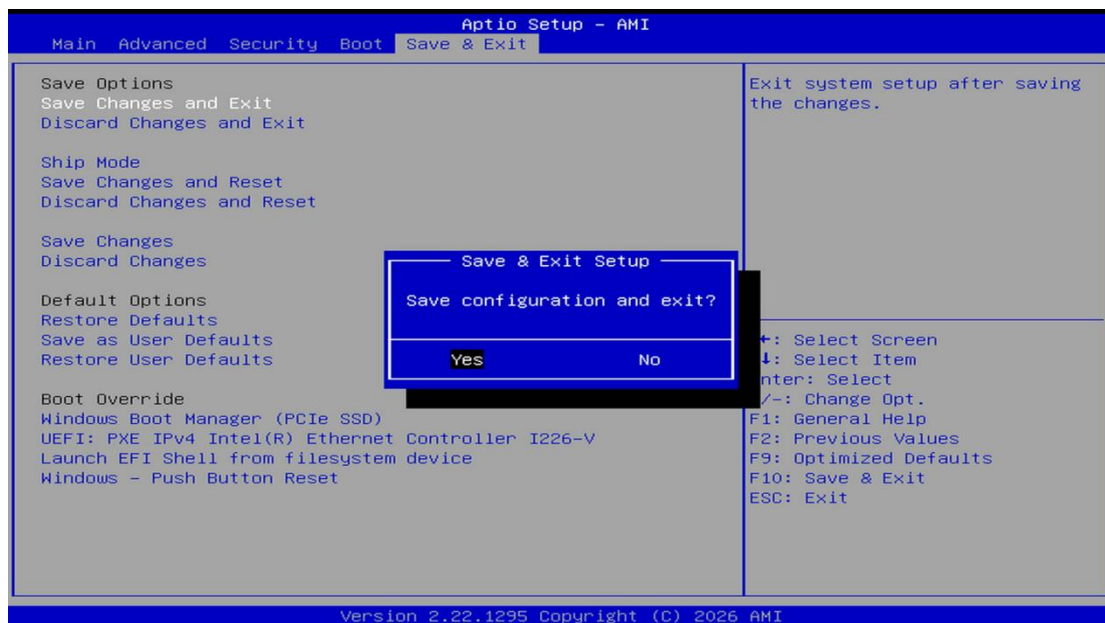 Aptio Setup - AMI
Main Advanced Security Boot Save & Exit
Save Options
Save Changes and Exit
Discard Changes and Exit
Ship Mode
Save Changes and Reset
Discard Changes and Reset
Save Changes
Discard Changes
Default Options
Restore Defaults
Save as User Defaults
Restore User Defaults
Boot Override
Windows Boot Manager (PCIe SSD)
UEFI: PXE IPv4 Intel(R) Ethernet Controller I226-V
Launch EFI Shell from filesystem device
Windows - Push Button Reset
Save & Exit Setup
Save configuration and exit?
Yes No
Exit system setup after saving
the changes.
←: Select Screen
↓: Select Item
nter: Select
/-: Change Opt.
F1: General Help
F2: Previous Values
F9: Optimized Defaults
F10: Save & Exit
ESC: Exit
Version 2.22.1295 Copyright (C) 2026 AMI